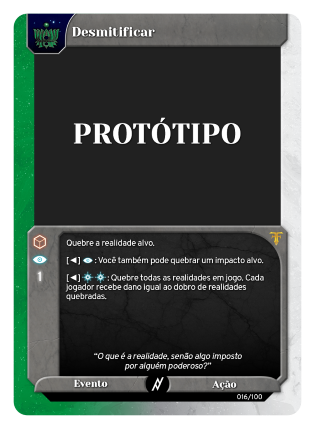 Desmitificar
PROTÓTIPO
Quebre a realidade alvo.
[◄] : Você também pode quebrar um impacto alvo.
1
[◄] : Quebre todas as realidades em jogo. Cada
jogador recebe dano igual ao dobro de realidades
quebradas.
“O que é a realidade, senão algo imposto
por alguém poderoso?”
Evento Ação
016/100